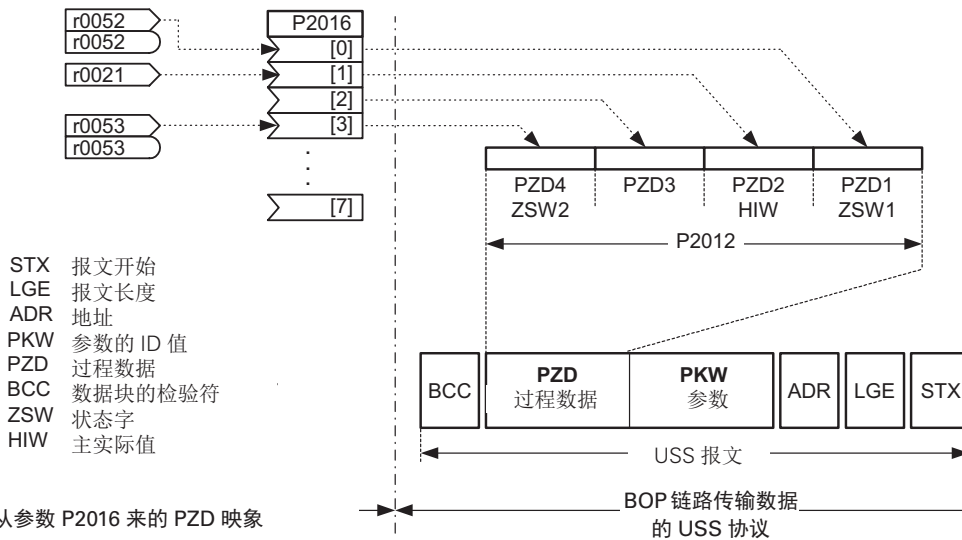 r0052
r0052
r0021
r0053
r0053
P2016
[0]
[1]
[2]
[3]
[7]
PZD4 PZD3 PZD2 PZD1
ZSW2 HIW ZSW1
P2012
STX 报文开始
LGE 报文长度
ADR 地址
PKW 参数的 ID 值
PZD 过程数据
BCC 数据块的检验符
ZSW 状态字
HIW 主实际值
BCC PZD 过程数据 PKW 参数 ADR LGE STX
USS 报文
从参数 P2016 来的 PZD 映象
BOP 链路传输数据
的 USS 协议